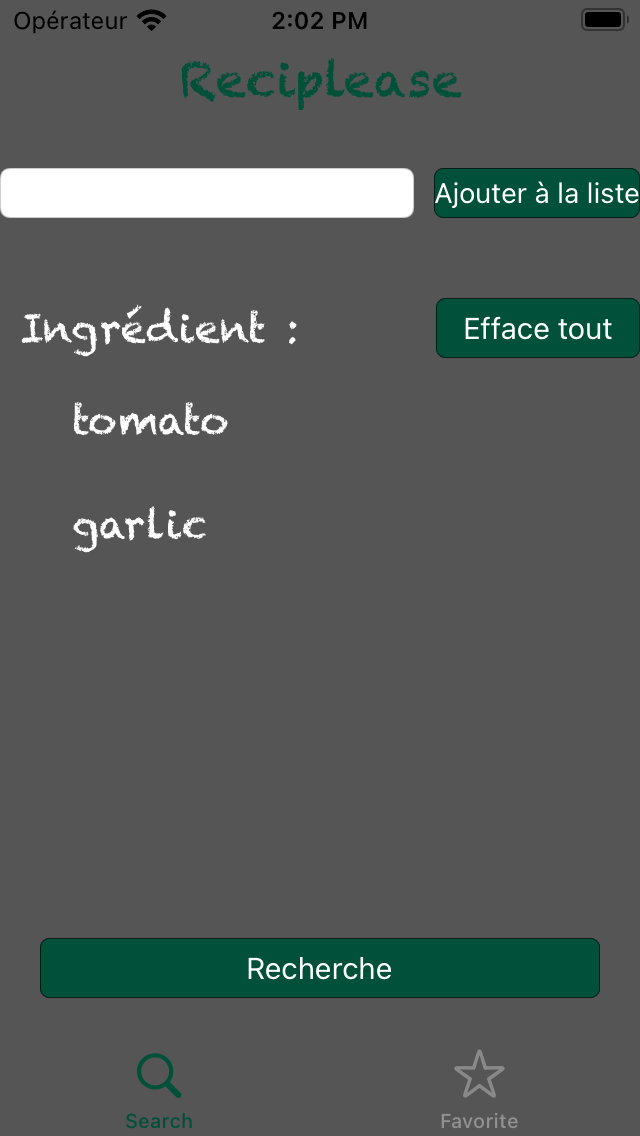 Opérateur 2:02 PM
Reciplease
Ajouter à la liste
Ingrédient : Efface tout
tomato
garlic
Recherche
Search Favorite